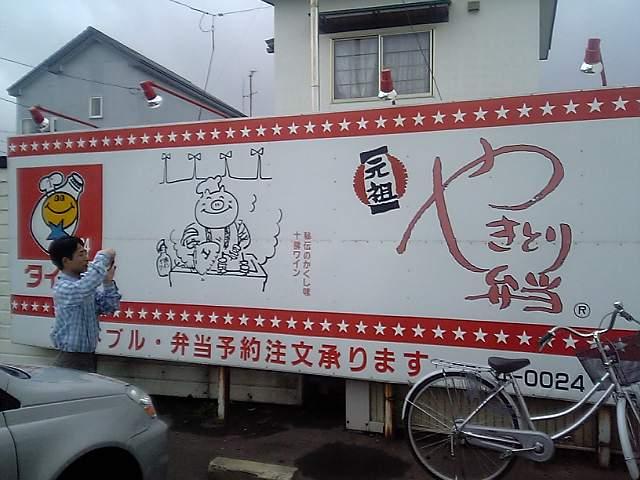 元祖
やきとり
弁当
®
秘伝のかくし味
十勝ワイン
24
タイ
ブル・弁当予約注文承ります
-0024